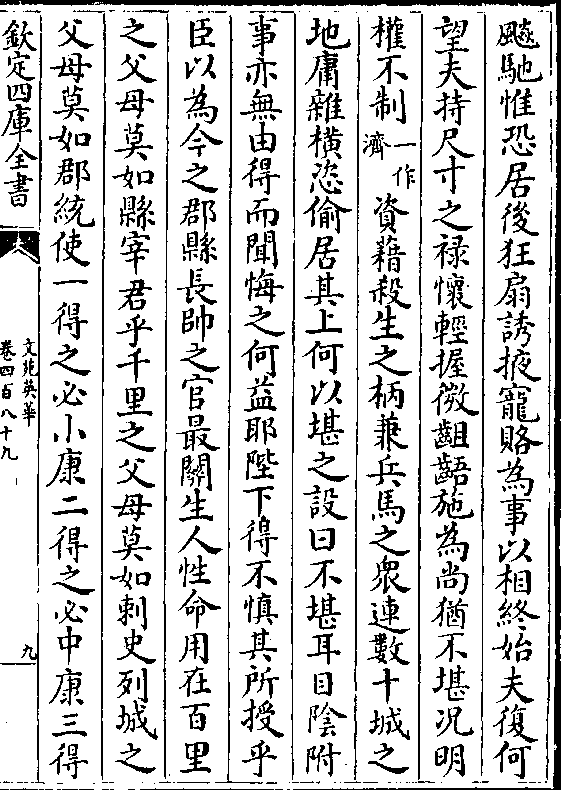 飈馳惟恐居後狂扇誘掖寵賂為事以相終始夫復何
望夫持尺寸之祿懷輕握微齟齬施為尚猶不堪况明
權不制一作濟資藉殺生之柄兼兵馬之衆連數十城之
地庸雜橫恣偷居其上何以堪之設曰不堪耳目陰附
事亦無由得而聞悔之何益耶陛下得不慎其所授乎
臣以為今之郡縣長帥之官最關生人性命用在百里
之父母莫如縣宰君乎千里之父母莫如刺史列城之
父母莫如郡統使一得之必小康二得之必中康三得
欽定四庫全書
文苑英華
卷四百八十九
九